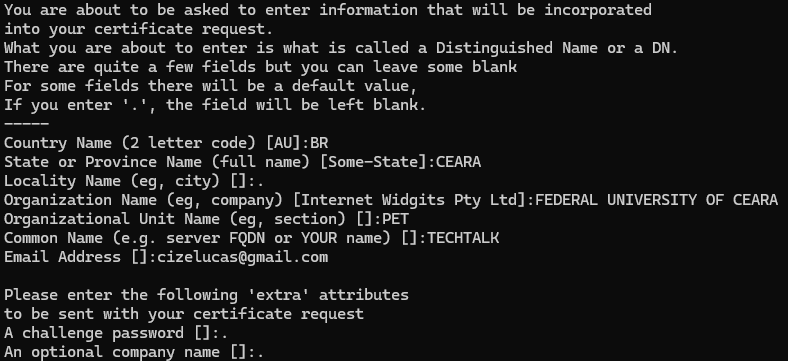 You are about to be asked to enter information that will be incorporated
into your certificate request.
What you are about to enter is what is called a Distinguished Name or a DN.
There are quite a few fields but you can leave some blank
For some fields there will be a default value,
If you enter '.', the field will be left blank.
-----
Country Name (2 letter code) [AU]:BR
State or Province Name (full name) [Some-State]:CEARA
Locality Name (eg, city) []:.
Organization Name (eg, company) [Internet Widgits Pty Ltd]:FEDERAL UNIVERSITY OF CEARA
Organizational Unit Name (eg, section) []:PET
Common Name (e.g. server FQDN or YOUR name) []:TECHTALK
Email Address []:cizelucas@gmail.com

Please enter the following 'extra' attributes
to be sent with your certificate request
A challenge password []:.
An optional company name []:.